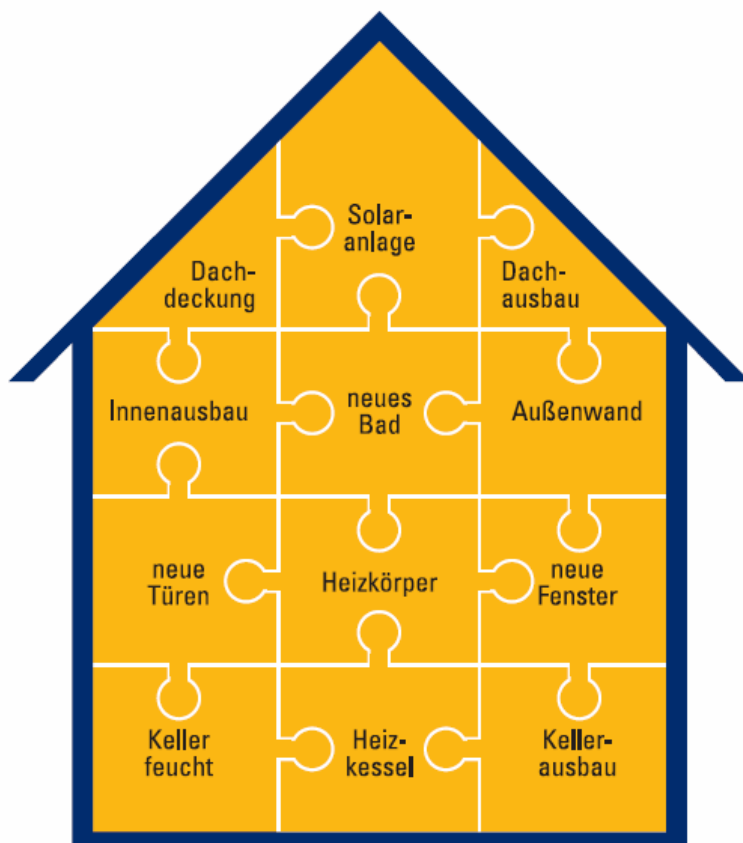 Solar-
anlage
Dach-
deckung
Dach-
ausbau
Innenausbau
neues
Bad
Außenwand
neue
Türen
Heizkörper
neue
Fenster
Keller
feucht
Heiz-
kessel
Keller-
ausbau